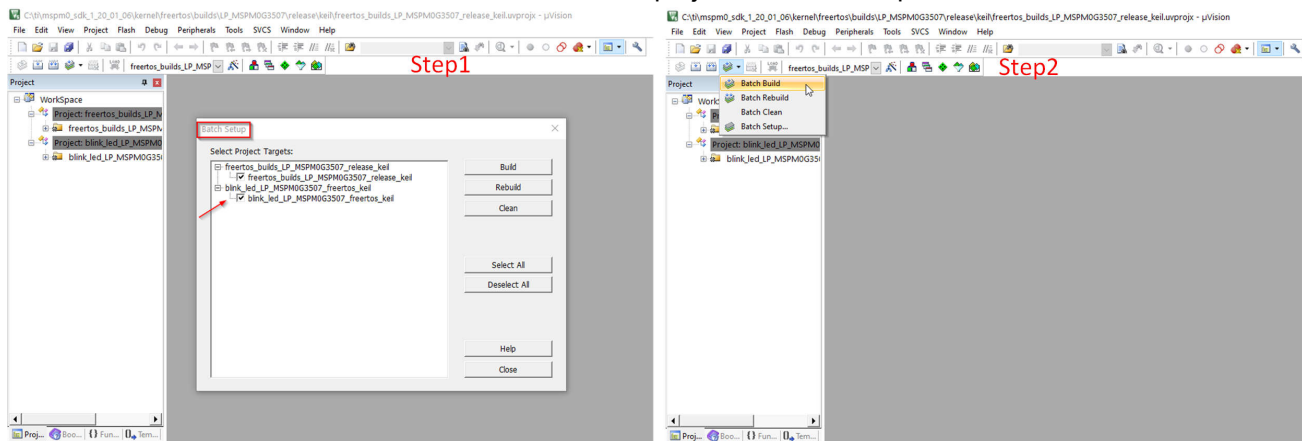 C:\ti\mspm0_sdk_1_20_01_06\kernel\freertos\builds\LP_MSPM0G3507\release\keil\freertos_builds_LP_MSPM0G3507_release_keil.uvprojx - µVision
File Edit View Project Flash Debug Peripherals Tools SVCS Window Help
freertos_builds_LP_MSP
Step1
Project
WorkSpace
Project: freertos_builds_LP_M
freertos_builds_LP_MSPM
Project: blink_led_LP_MSPM0
blink_led_LP_MSPM0G35
Batch Setup
Select Project Targets:
freertos_builds_LP_MSPM0G3507_release_keil
freertos_builds_LP_MSPM0G3507_release_keil
blink_led_LP_MSPM0G3507_freertos_keil
blink_led_LP_MSPM0G3507_freertos_keil
Build
Rebuild
Clean
Select All
Deselect All
Help
Close
Proj... Boo... {} Fun... Tem...
C:\ti\mspm0_sdk_1_20_01_06\kernel\freertos\builds\LP_MSPM0G3507\release\keil\freertos_builds_LP_MSPM0G3507_release_keil.uvprojx - µVision
File Edit View Project Flash Debug Peripherals Tools SVCS Window Help
freertos_builds_LP_MSP
Step2
Project
Batch Build
Batch Rebuild
Batch Clean
Batch Setup...
Project: blink_led_LP_MSPM0
blink_led_LP_MSPM0G35
Proj... Boo... {} Fun... Tem...